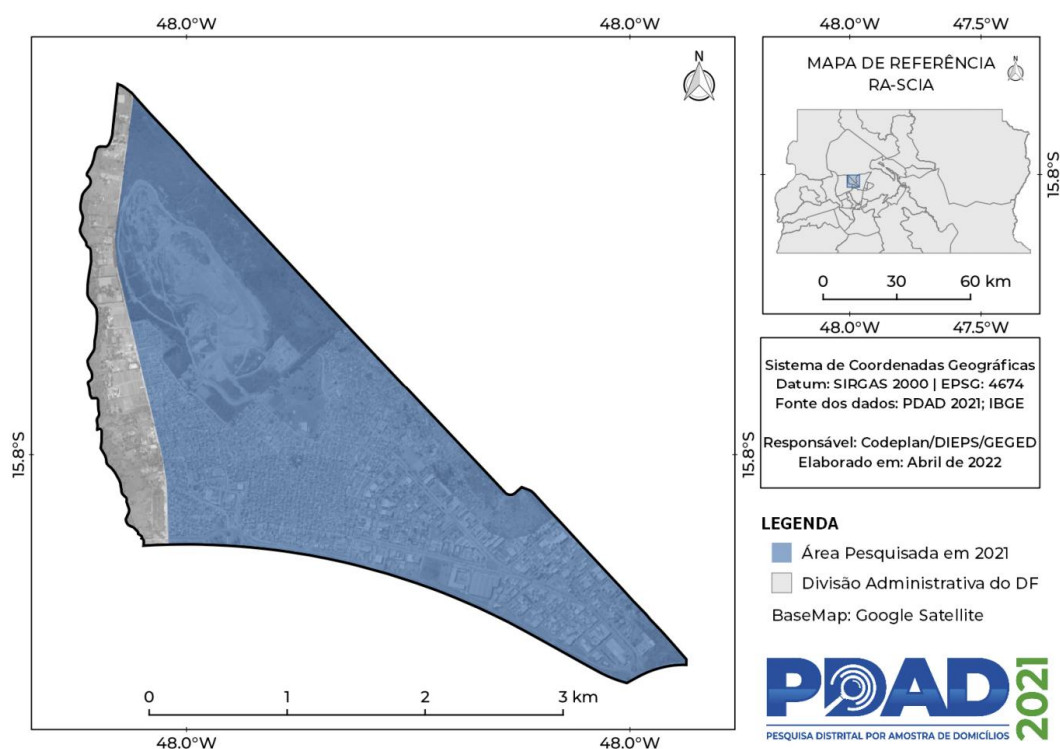 48.0°W
48.0°W
N
15.8°S
15.8°S
0
1
2
3 km
48.0°W
48.0°W
48.0°W
47.5°W
MAPA DE REFERÊNCIA
RA-SCIA
N
15.8°S
0
30
60 km
48.0°W
47.5°W
Sistema de Coordenadas Geográficas
Datum: SIRGAS 2000 | EPSG: 4674
Fonte dos dados: PDAD 2021; IBGE
Responsável: Codeplan/DIEPS/GEGED
Elaborado em: Abril de 2022
LEGENDA
Área Pesquisada em 2021
Divisão Administrativa do DF
BaseMap: Google Satellite
PDAD 2021
PESQUISA DISTRITAL POR AMOSTRA DE DOMICÍLIOS